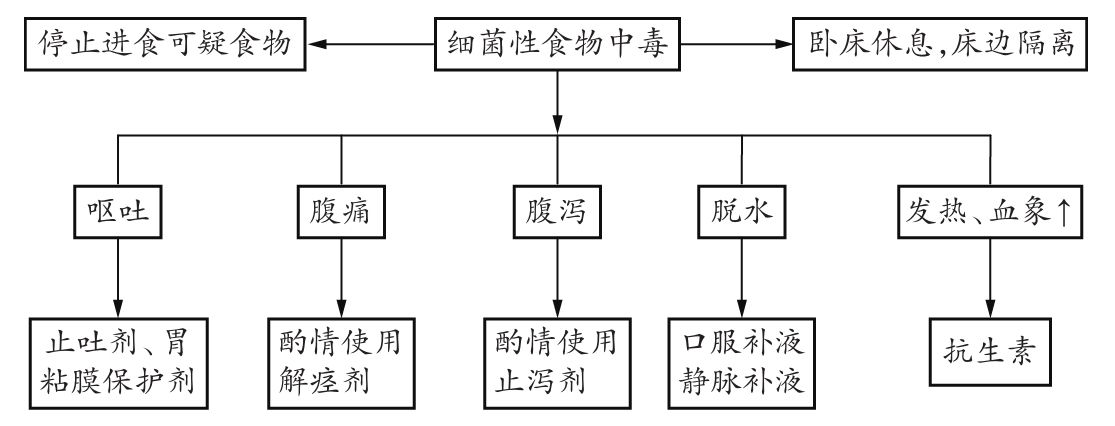 停止进食可疑食物
细菌性食物中毒
卧床休息,床边隔离
呕吐
腹痛
腹泻
脱水
发热、血象↑
止吐剂、胃
粘膜保护剂
酌情使用
解痉剂
酌情使用
止泻剂
口服补液
静脉补液
抗生素